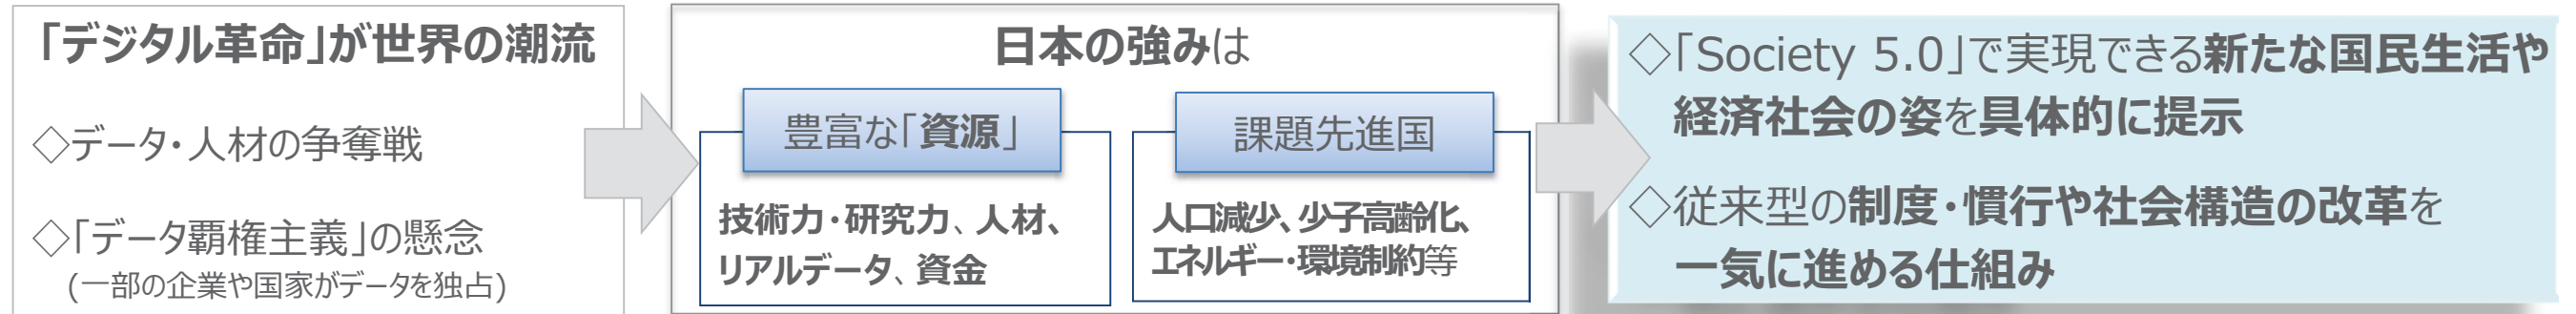 「デジタル革命」が世界の潮流
◇データ・人材の争奪戦
◇「データ覇権主義」の懸念
(一部の企業や国家がデータを独占)
日本の強みは
豊富な「資源」
技術力・研究力、人材、
リアルデータ、資金
課題先進国
人口減少、少子高齢化、
エネルギー・環境制約等
◇「Society 5.0」で実現できる新たな国民生活や
経済社会の姿を具体的に提示
◇従来型の制度・慣行や社会構造の改革を
一気に進める仕組み